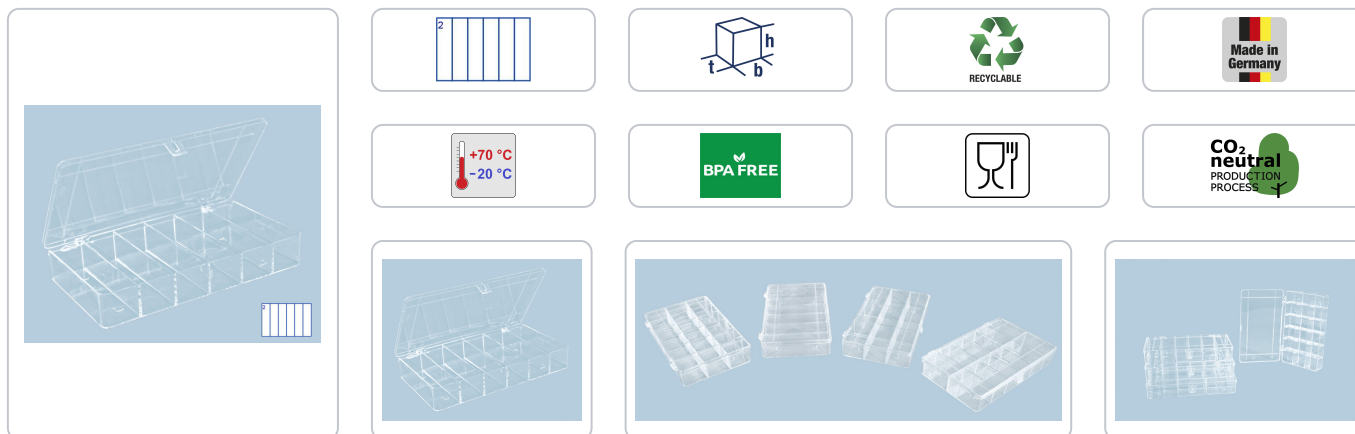 2
h
t
b
RECYCLABLE
Made in
Germany
+70 °C
−20 °C
BPA FREE
CO₂
neutral
PRODUCTION
PROCESS
2